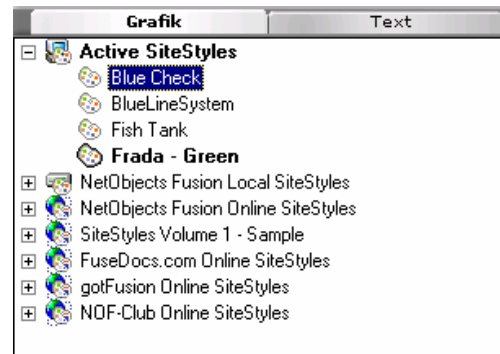 Grafik Text
Active SiteStyles
Blue Check
BlueLineSystem
Fish Tank
Frada - Green
NetObjects Fusion Local SiteStyles
NetObjects Fusion Online SiteStyles
SiteStyles Volume 1 - Sample
FuseDocs.com Online SiteStyles
gotFusion Online SiteStyles
NOF-Club Online SiteStyles